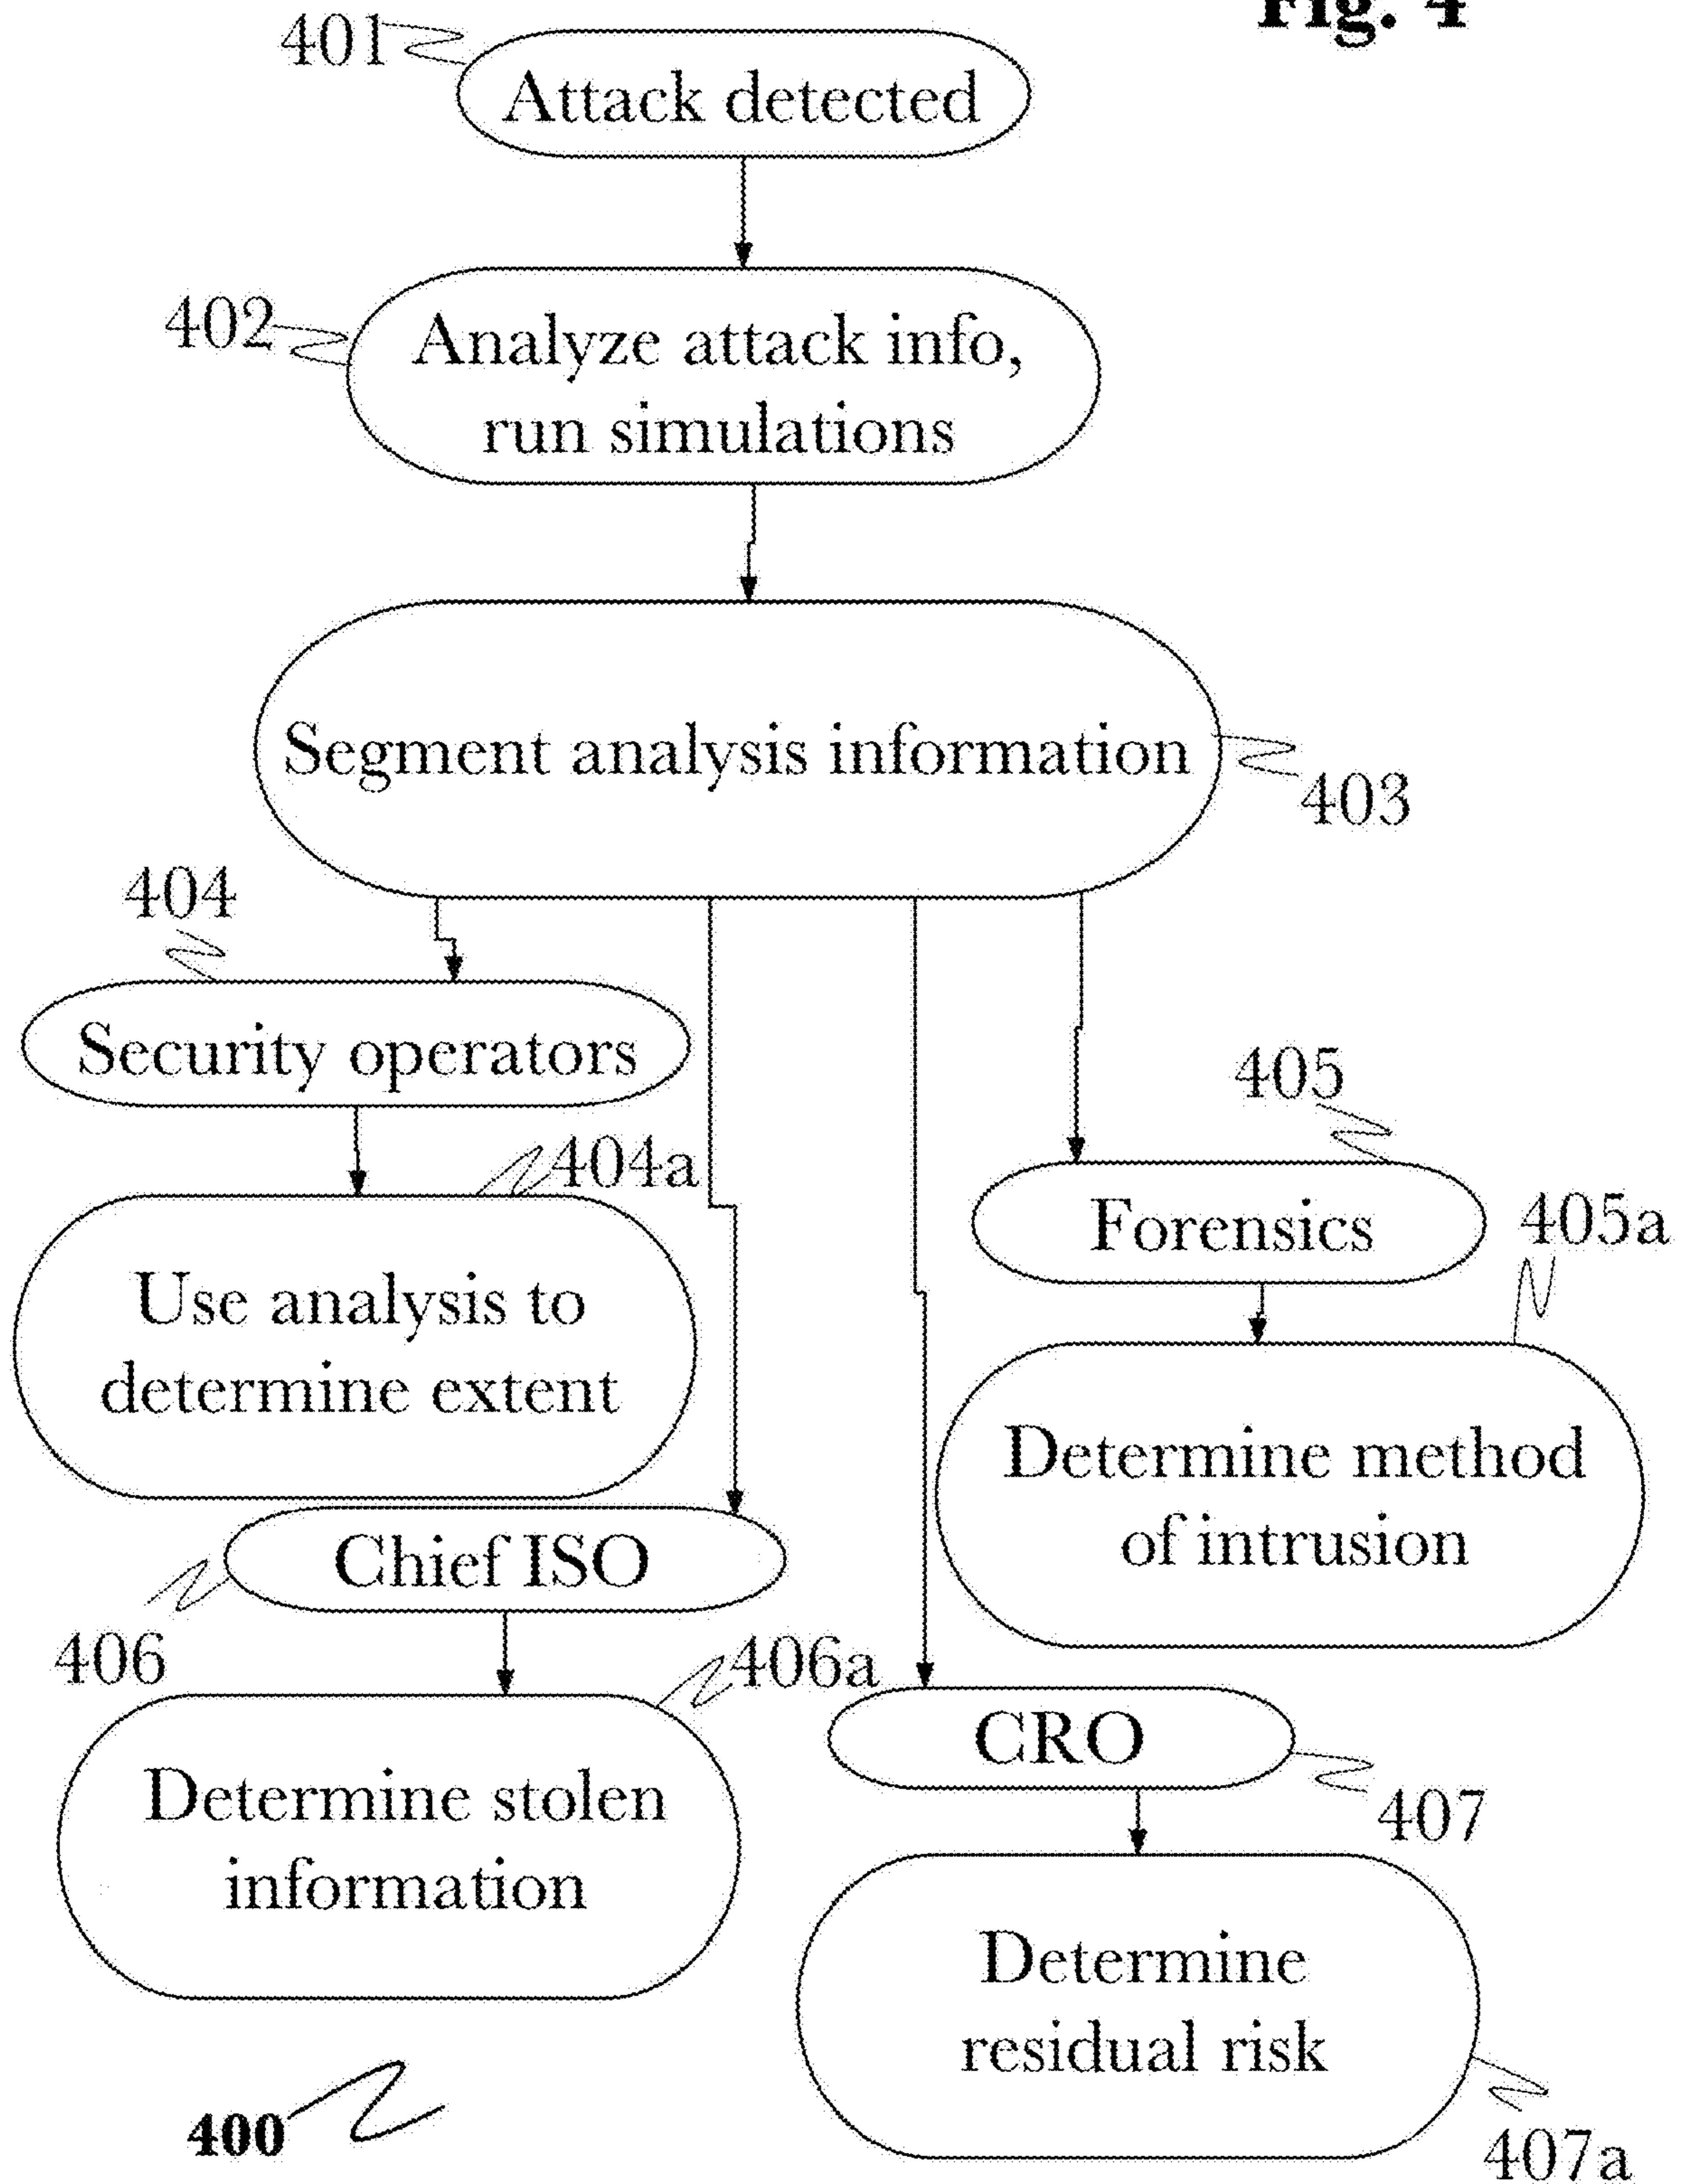 Fig. 4
401
Attack detected
402
Analyze attack info,
run simulations
Segment analysis information
403
404
Security operators
404a
405
Forensics
405a
Use analysis to
determine extent
Determine method
of intrusion
Chief ISO
406
406a
CRO
407
Determine stolen
information
Determine
residual risk
400
407a